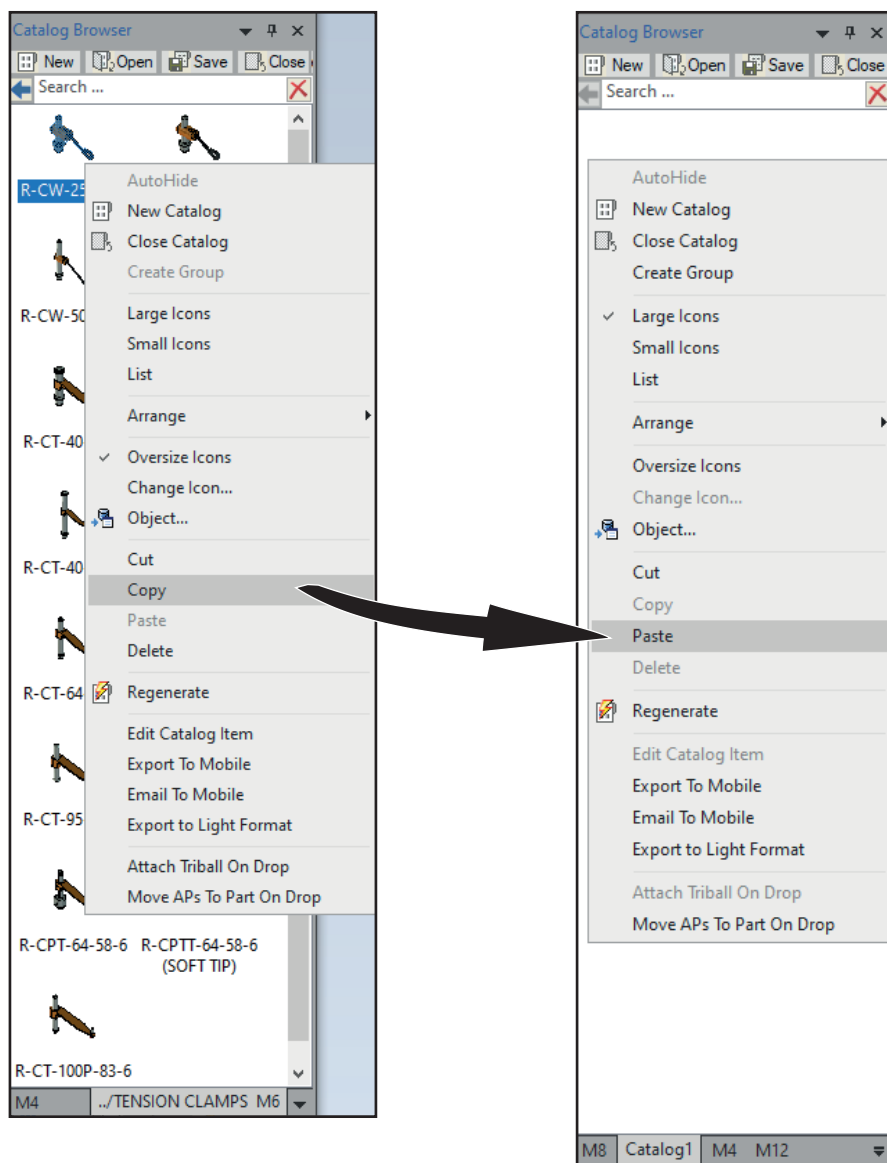 Catalog Browser
New Open Save Close
Search ...
R-CW-25
AutoHide
New Catalog
Close Catalog
Create Group
R-CW-50
Large Icons
Small Icons
List
Arrange
R-CT-40
Oversize Icons
Change Icon...
Object...
Cut
R-CT-40
Copy
Paste
Delete
R-CT-64
Regenerate
Edit Catalog Item
Export To Mobile
Email To Mobile
R-CT-95
Export to Light Format
Attach Triball On Drop
Move APs To Part On Drop
R-CPT-64-58-6 R-CPTT-64-58-6
(SOFT TIP)
R-CT-100P-83-6
M4 ../TENSION CLAMPS M6
Catalog Browser
New Open Save Close
Search ...
AutoHide
New Catalog
Close Catalog
Create Group
Large Icons
Small Icons
List
Arrange
Oversize Icons
Change Icon...
Object...
Cut
Copy
Paste
Delete
Regenerate
Edit Catalog Item
Export To Mobile
Email To Mobile
Export to Light Format
Attach Triball On Drop
Move APs To Part On Drop
M8 Catalog1 M4 M12